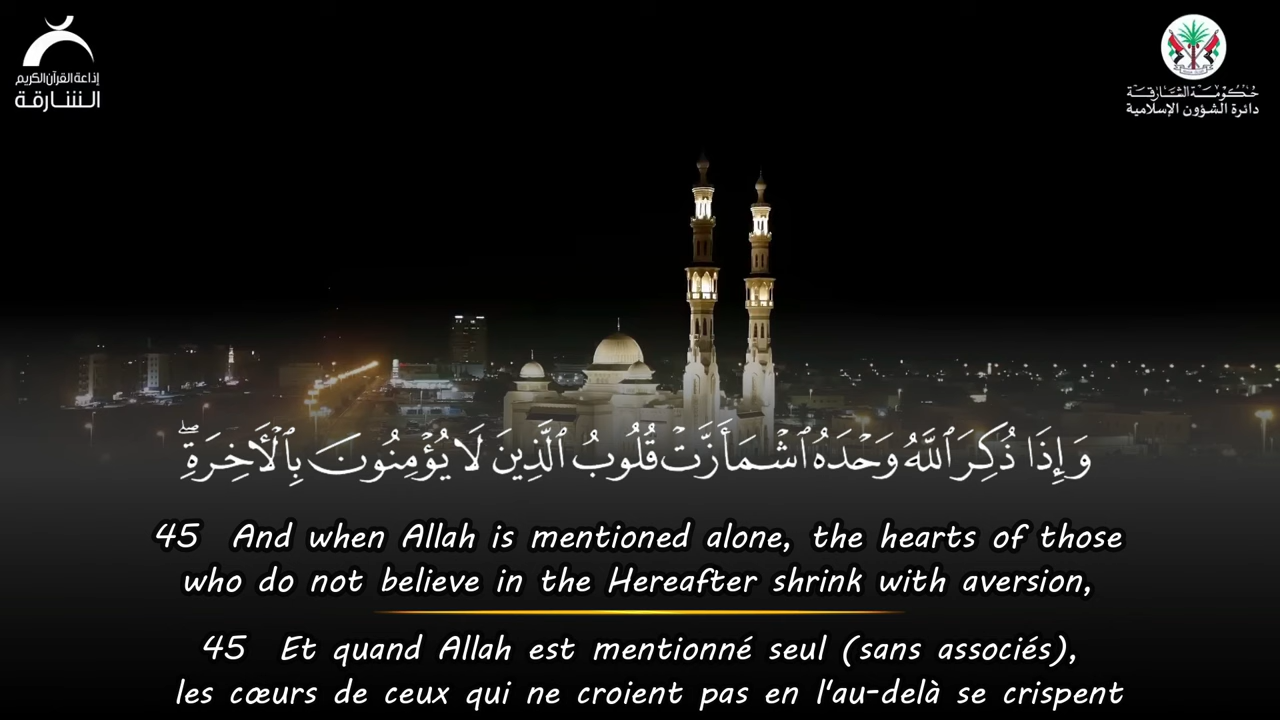 إذاعة القرآن الكريم
الشارقة
حكومة الشارقة
دائرة الشؤون الإسلامية
وَإِذَا ذُكِرَ ٱللَّهُ وَحْدَهُ ٱشْمَأَزَّتْ قُلُوبُ ٱلَّذِينَ لَا يُؤْمِنُونَ بِٱلْأَخِرَةِۖ
45 And when Allah is mentioned alone, the hearts of those
who do not believe in the Hereafter shrink with aversion,
45 Et quand Allah est mentionné seul (sans associés),
les cœurs de ceux qui ne croient pas en l'au-delà se crispent